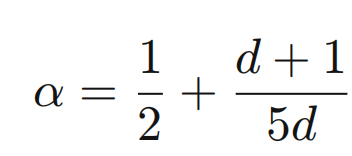 α = 1/2 + (d + 1)/(5d)